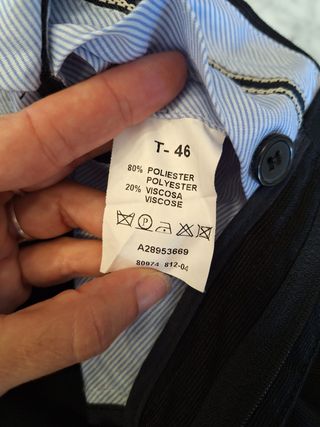 T- 46
80% POLIESTER
POLYESTER
20% VISCOSA
VISCOSE
P
A28953669
80974 812-04